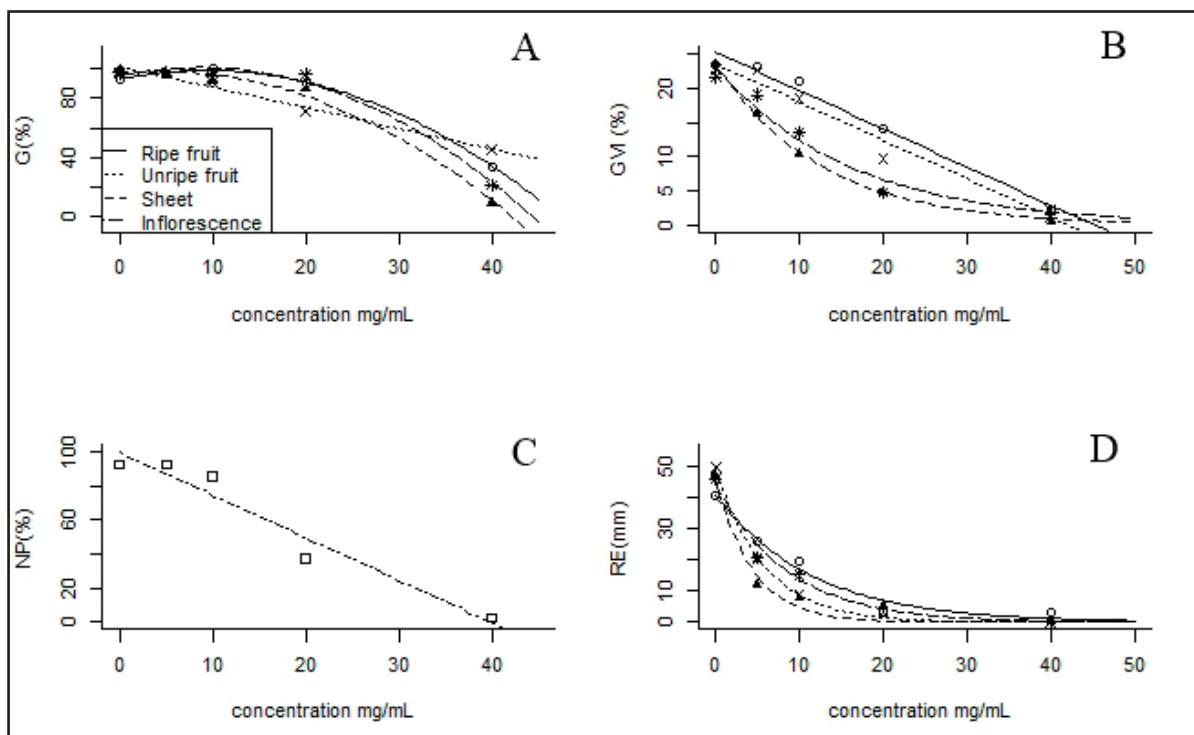 A
G(%)
80
40
0
Ripe fruit
Unripe fruit
Sheet
Inflorescence
0 10 20 30 40
concentration mg/mL
B
GVI (%)
20
10
5
0
0 10 20 30 40 50
concentration mg/mL
C
NP(%)
100
60
20
0
0 10 20 30 40
concentration mg/mL
D
RE(mm)
50
30
10
0
0 10 20 30 40 50
concentration mg/mL